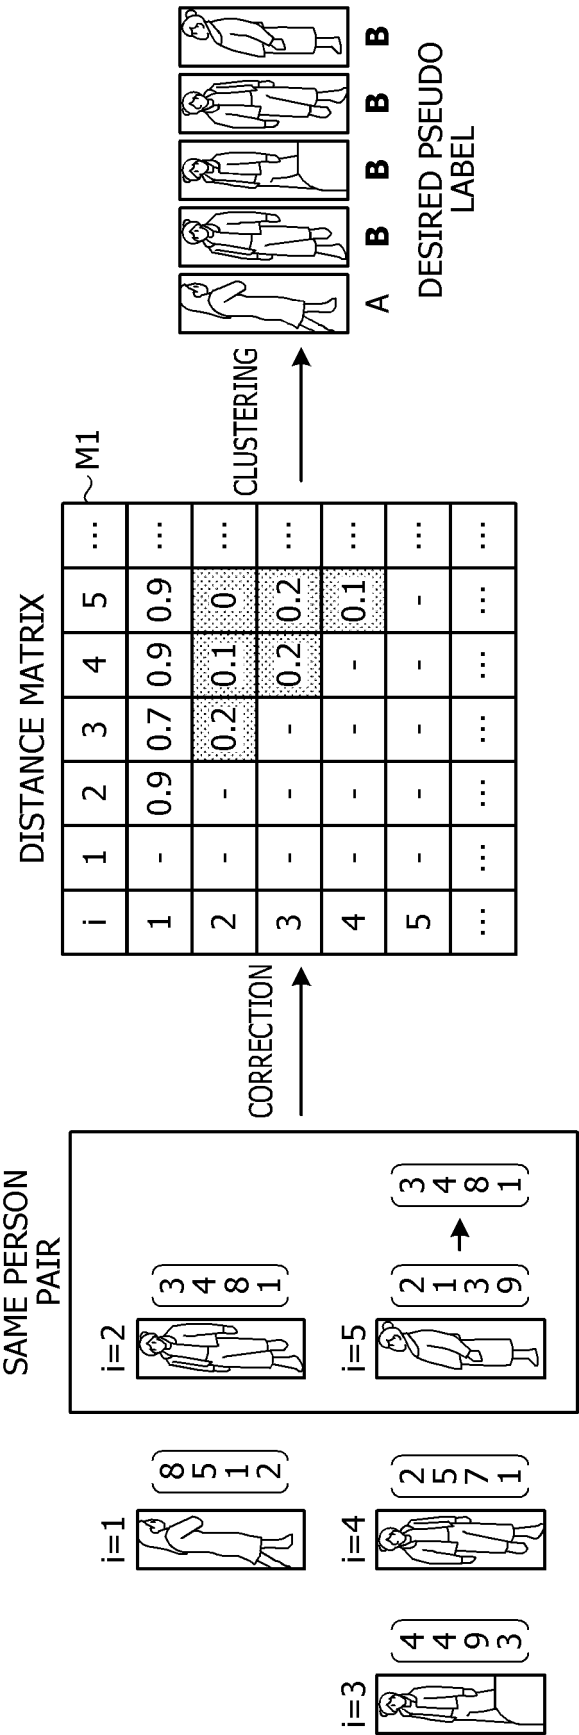 SAME PERSON
PAIR
i=1
8
5
1
2
i=2
3
4
8
1
i=3
4
4
9
3
i=4
2
5
7
1
i=5
2
1
3
9
3
4
8
1
CORRECTION
DISTANCE MATRIX
M1
i 1 2 3 4 5 ...
1 - 0.9 0.7 0.9 0.9 ...
2 - - 0.2 0.1 0 ...
3 - - - 0.2 0.2 ...
4 - - - - 0.1 ...
5 - - - - - ...
... ... ... ... ... ... ...
CLUSTERING
A B B B B
DESIRED PSEUDO
LABEL